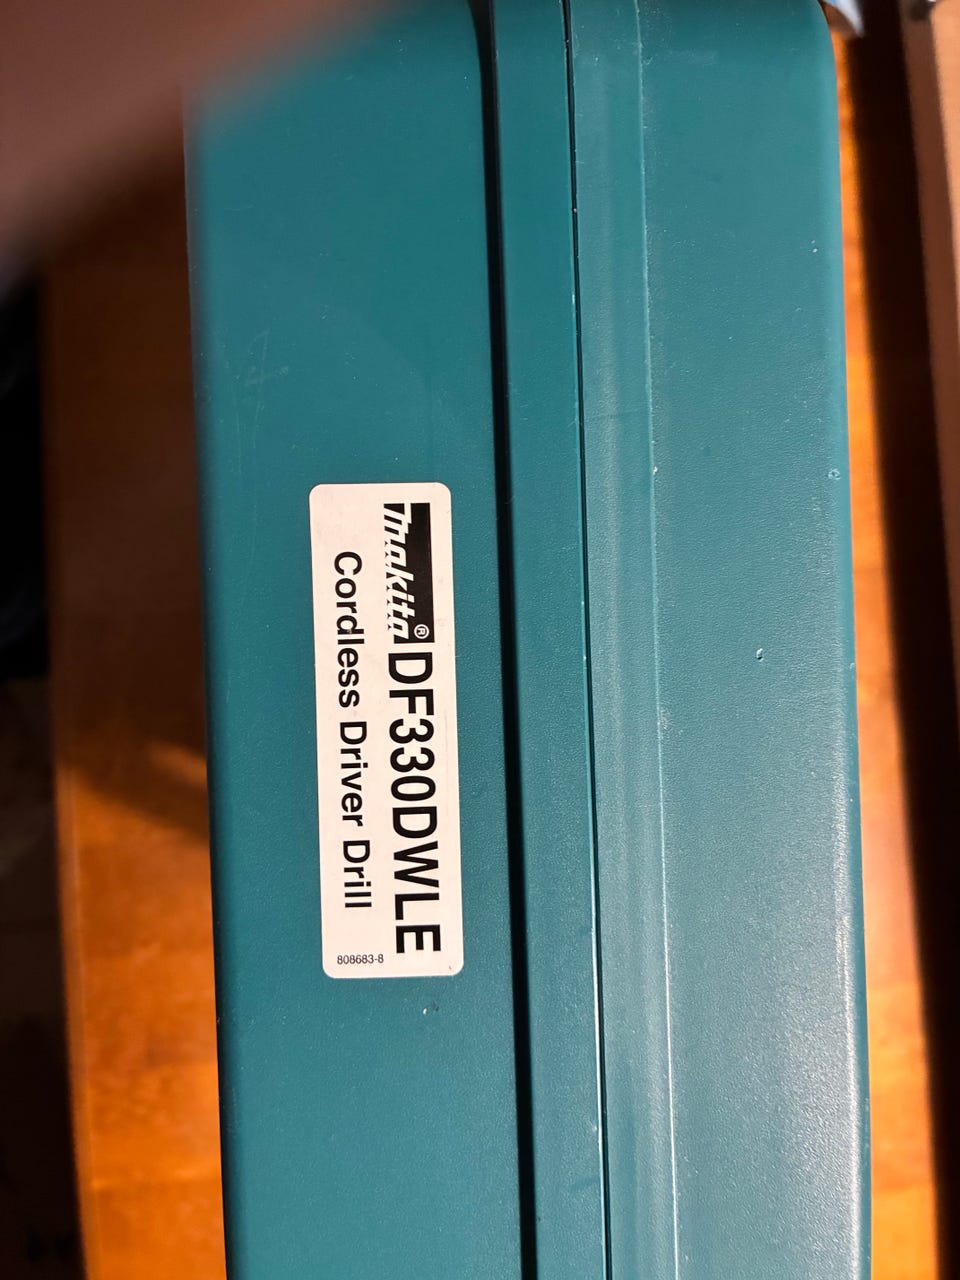 makita® DF330DWLE
Cordless Driver Drill
808683-8